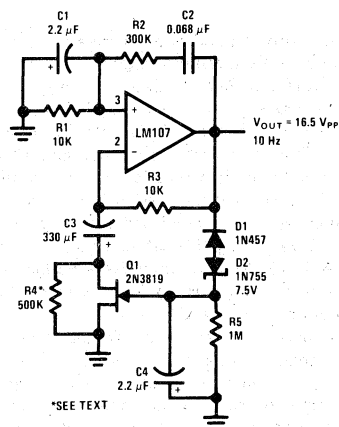 C1
2.2 µF
R2
300K
C2
0.068 µF
+
3
+
LM107
2
–
R1
10K
VOUT = 16.5 VPP
10 Hz
R3
10K
C3
330 µF
+
D1
1N457
D2
1N755
7.5V
Q1
2N3819
R4*
500K
R5
1M
C4
2.2 µF
+
*SEE TEXT